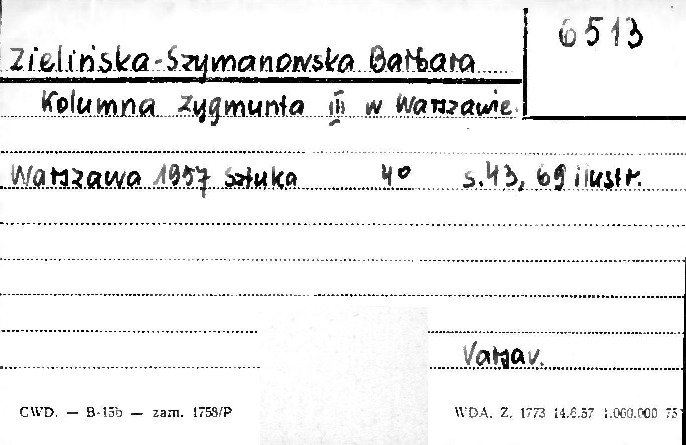 6513
Zielińska-Szymanowska Barbara
Kolumna Zygmunta III w Warszawie.
Warszawa 1957 Sztuka 4° s.43, 69 ilustr.
Varsav.
CWD. — B-15b — zam. 1758/P
WDA. Z. 1773 14.6.57 1.060.000 75